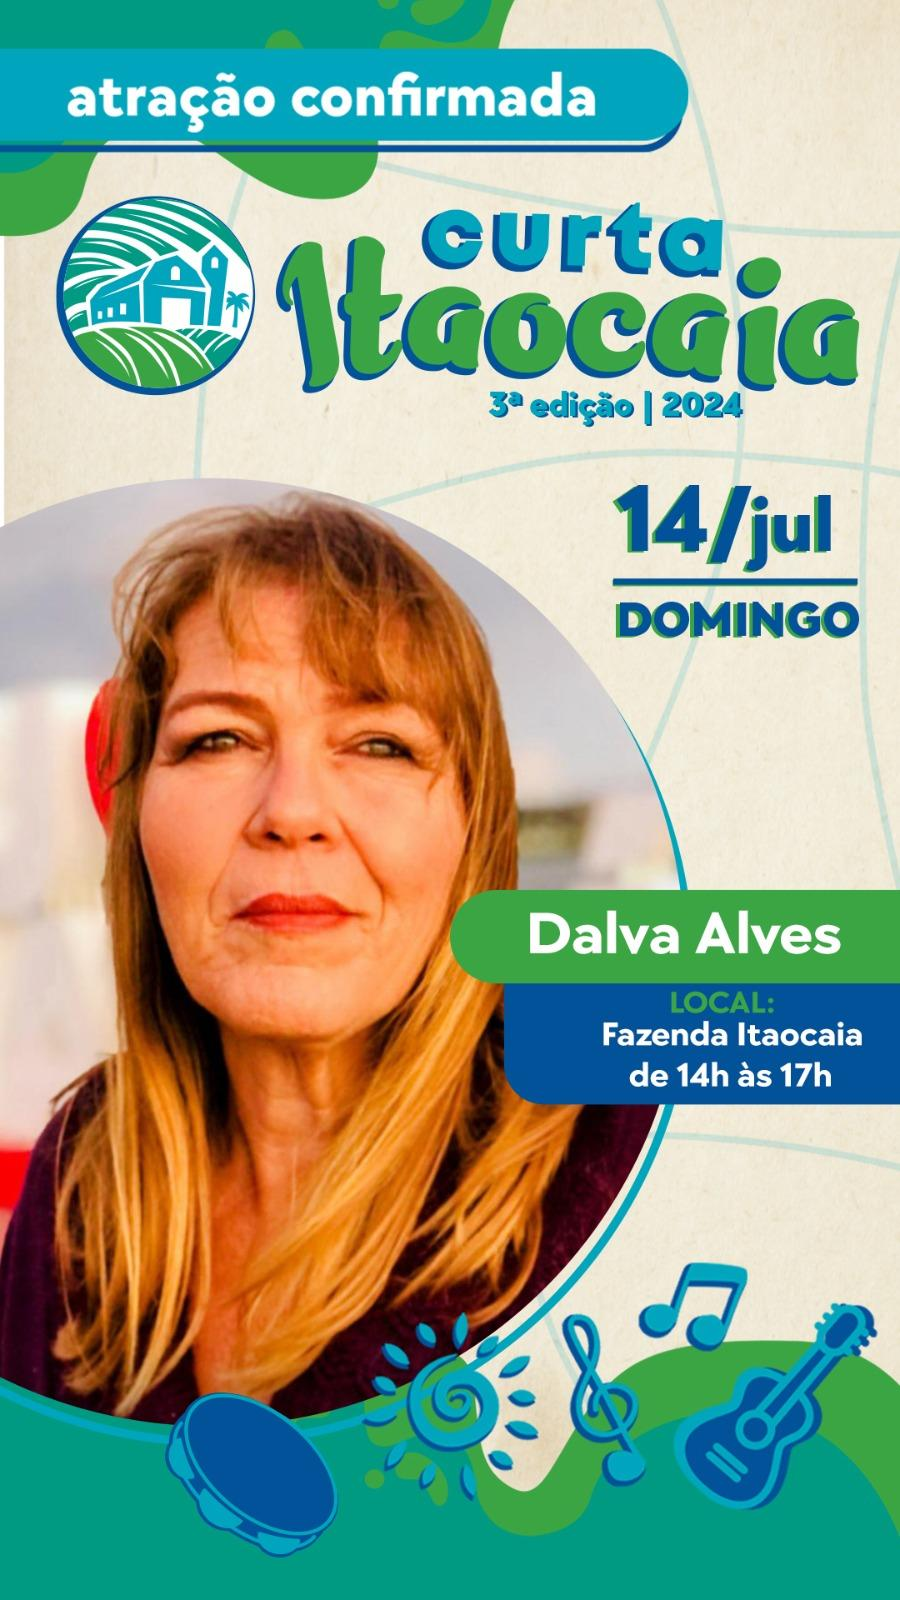 atração confirmada
curta
Itaocaia
3ª edição | 2024
14/jul
DOMINGO
Dalva Alves
LOCAL:
Fazenda Itaocaia
de 14h às 17h